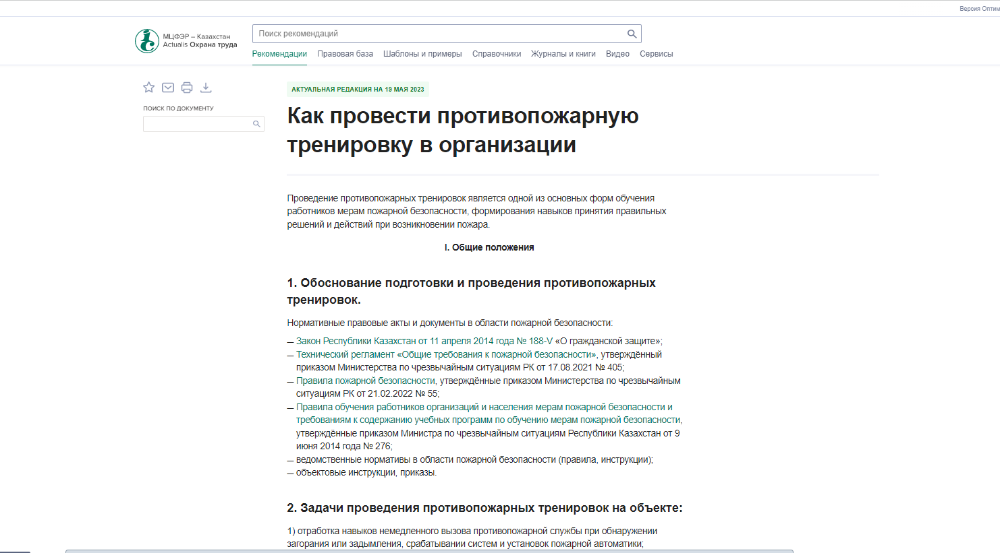 Версия Оптим
МЦФЭР – Казахстан
Actualis Охрана труда
Поиск рекомендаций
Рекомендации Правовая база Шаблоны и примеры Справочники Журналы и книги Видео Сервисы
ПОИСК ПО ДОКУМЕНТУ
АКТУАЛЬНАЯ РЕДАКЦИЯ НА 19 МАЯ 2023
Как провести противопожарную
тренировку в организации
Проведение противопожарных тренировок является одной из основных форм обучения
работников мерам пожарной безопасности, формирования навыков принятия правильных
решений и действий при возникновении пожара.
I. Общие положения
1. Обоснование подготовки и проведения противопожарных
тренировок.
Нормативные правовые акты и документы в области пожарной безопасности:
— Закон Республики Казахстан от 11 апреля 2014 года № 188-V «О гражданской защите»;
— Технический регламент «Общие требования к пожарной безопасности», утверждённый
приказом Министерства по чрезвычайным ситуациям РК от 17.08.2021 № 405;
— Правила пожарной безопасности, утверждённые приказом Министерства по чрезвычайным
ситуациям РК от 21.02.2022 № 55;
— Правила обучения работников организаций и населения мерам пожарной безопасности и
требованиям к содержанию учебных программ по обучению мерам пожарной безопасности,
утверждённые приказом Министра по чрезвычайным ситуациям Республики Казахстан от 9
июня 2014 года № 276;
— ведомственные нормативы в области пожарной безопасности (правила, инструкции);
— объектовые инструкции, приказы.
2. Задачи проведения противопожарных тренировок на объекте:
1) отработка навыков немедленного вызова противопожарной службы при обнаружении
загорания или задымления, срабатывании систем и установок пожарной автоматики;